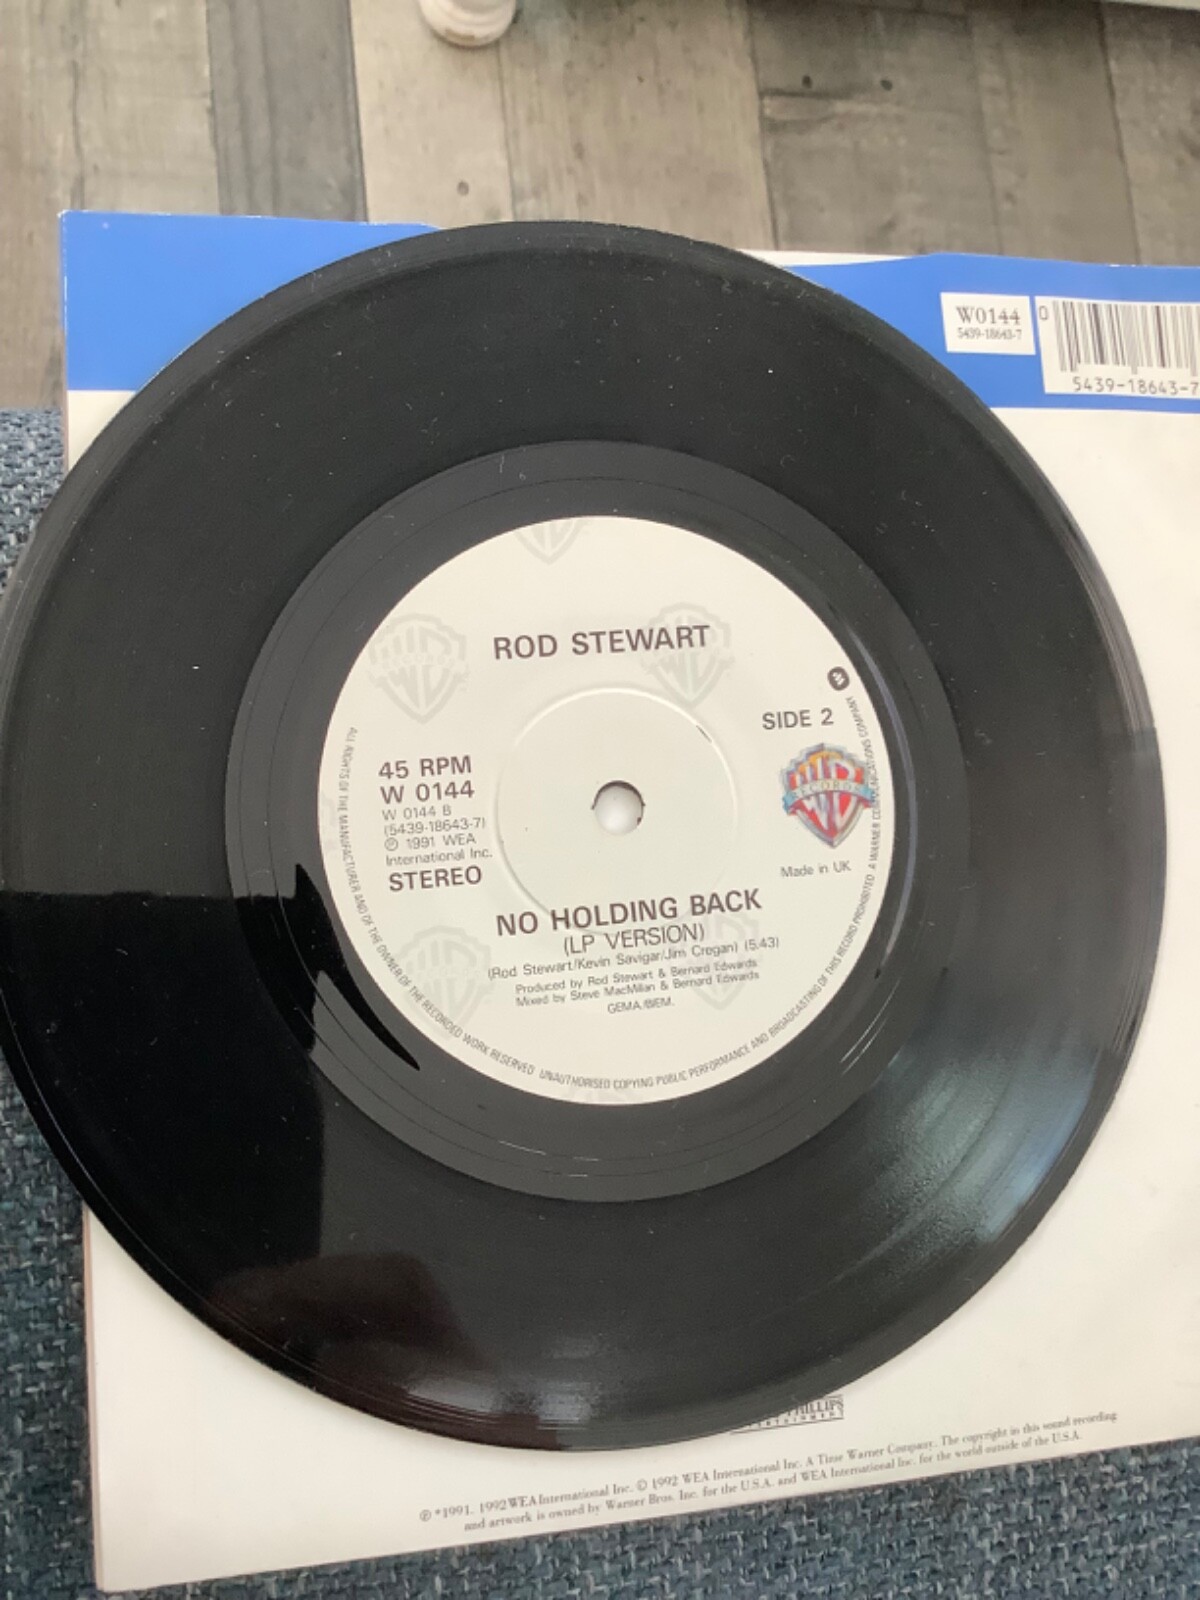 W0144
5439-18643-7
0
5439-18643-7
ROD STEWART
SIDE 2
45 RPM
W 0144
W 0144 B
(5439-18643-7)
℗ 1991 WEA
International Inc.
STEREO
RECORDS
Made in UK
NO HOLDING BACK
(LP VERSION)
(Rod Stewart/Kevin Savigar/Jim Cregan) (5:43)
Produced by Rod Stewart & Bernard Edwards
Mixed by Steve MacMillan & Bernard Edwards
GEMA/BIEM.
ALL RIGHTS OF THE MANUFACTURER AND OF THE OWNER OF THE RECORDED WORK RESERVED UNAUTHORISED COPYING PUBLIC PERFORMANCE AND BROADCASTING OF THIS RECORD PROHIBITED A WARNER COMMUNICATIONS COMPANY
℗ *1991, 1992 WEA International Inc. © 1992 WEA International Inc. A Time Warner Company. The copyright in this sound recording
and artwork is owned by Warner Bros. Inc. for the U.S.A. and WEA International Inc. for the world outside of the U.S.A.